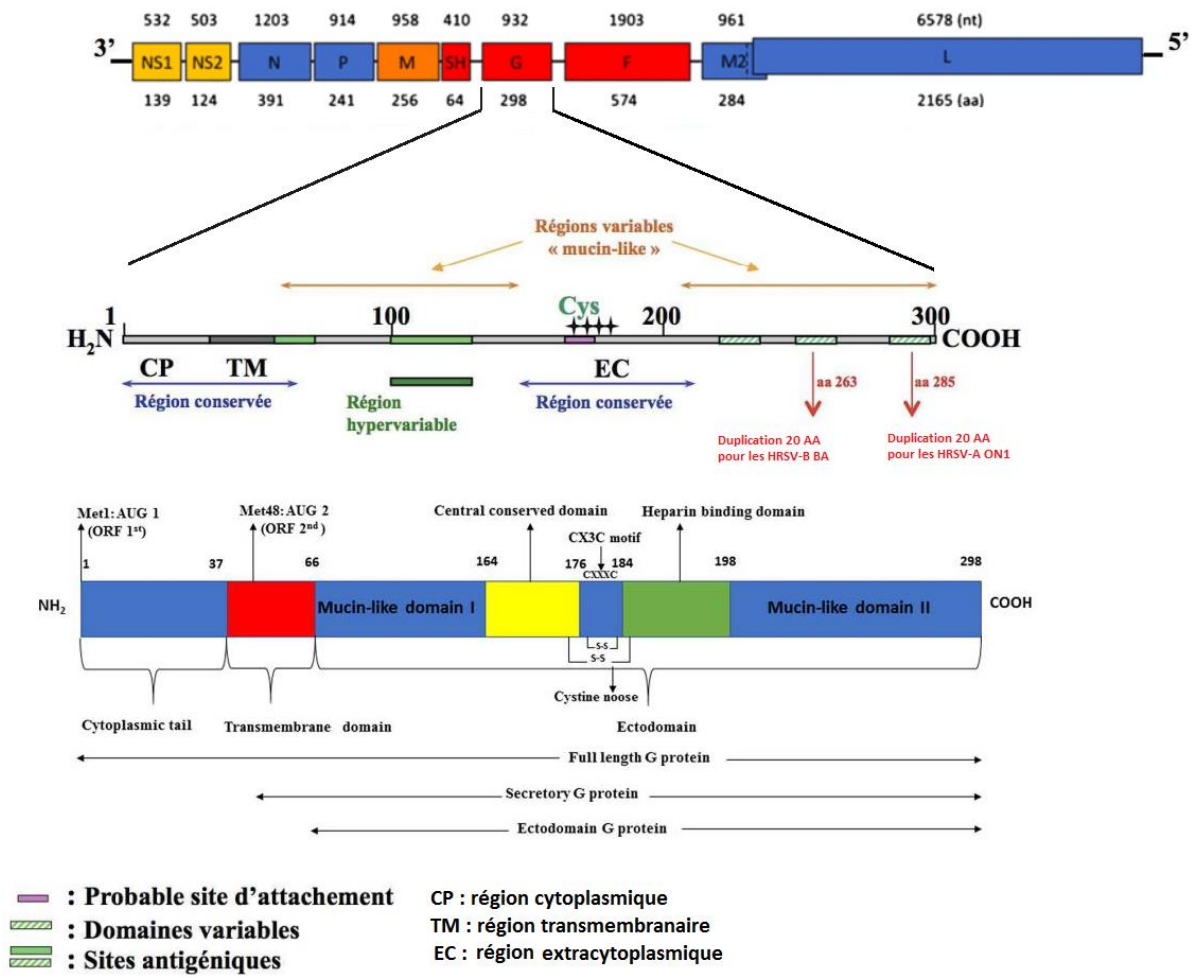 532 503 1203 914 958 410 932 1903 961 6578 (nt)
3’ NS1 NS2 N P M SH G F M2 L 5’
139 124 391 241 256 64 298 574 284 2165 (aa)
Régions variables
« mucin-like »
Cys
1 100 200 300
H₂N COOH
CP TM EC
Région conservée
Région
hypervariable
Région conservée
aa 263
aa 285
Duplication 20 AA
pour les HRSV-B BA
Duplication 20 AA
pour les HRSV-A ON1
Met1: AUG 1
(ORF 1st)
Met48: AUG 2
(ORF 2nd)
Central conserved domain
Heparin binding domain
CX3C motif
1 37 66 164 176 184 198 298
CXXXC
NH₂ Mucin-like domain I Mucin-like domain II COOH
S-S
S-S
Cystine noose
Cytoplasmic tail Transmembrane domain Ectodomain
Full length G protein
Secretory G protein
Ectodomain G protein
: Probable site d’attachement
: Domaines variables
: Sites antigéniques
CP : région cytoplasmique
TM : région transmembranaire
EC : région extracytoplasmique